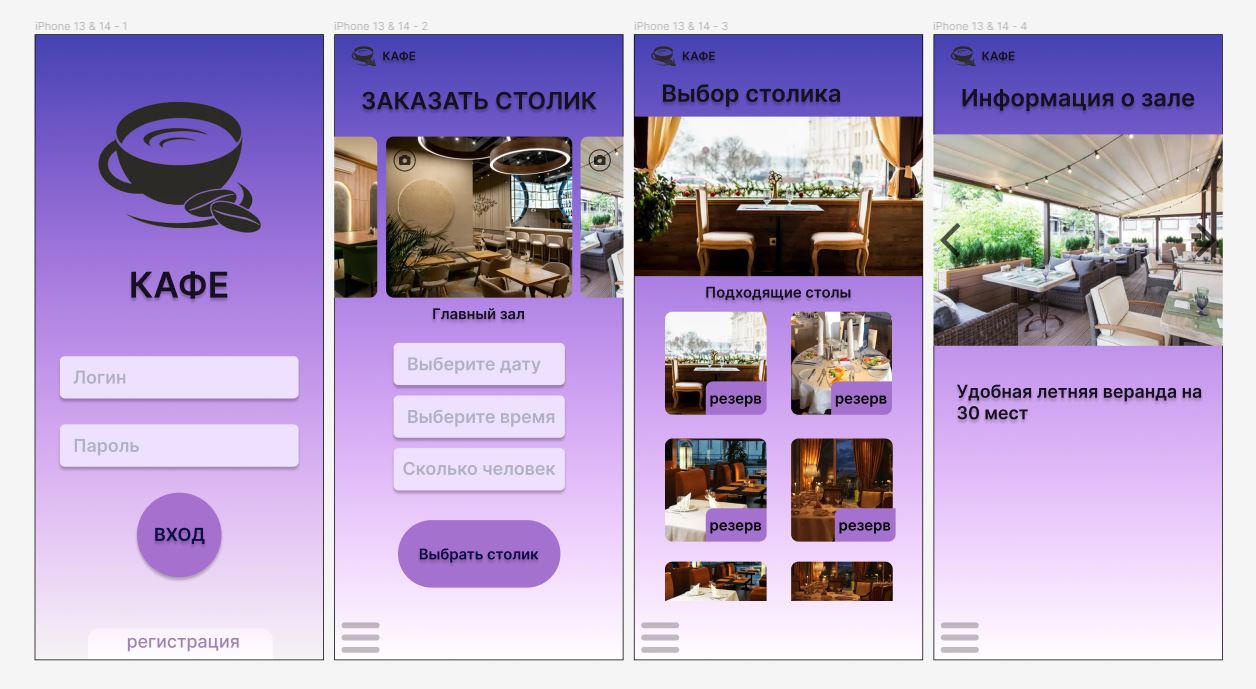 iPhone 13 & 14 - 1
КАФЕ
Логин
Пароль
ВХОД
регистрация
iPhone 13 & 14 - 2
КАФЕ
ЗАКАЗАТЬ СТОЛИК
Главный зал
Выберите дату
Выберите время
Сколько человек
Выбрать столик
iPhone 13 & 14 - 3
КАФЕ
Выбор столика
Подходящие столы
резерв
резерв
резерв
резерв
iPhone 13 & 14 - 4
КАФЕ
Информация о зале
Удобная летняя веранда на
30 мест